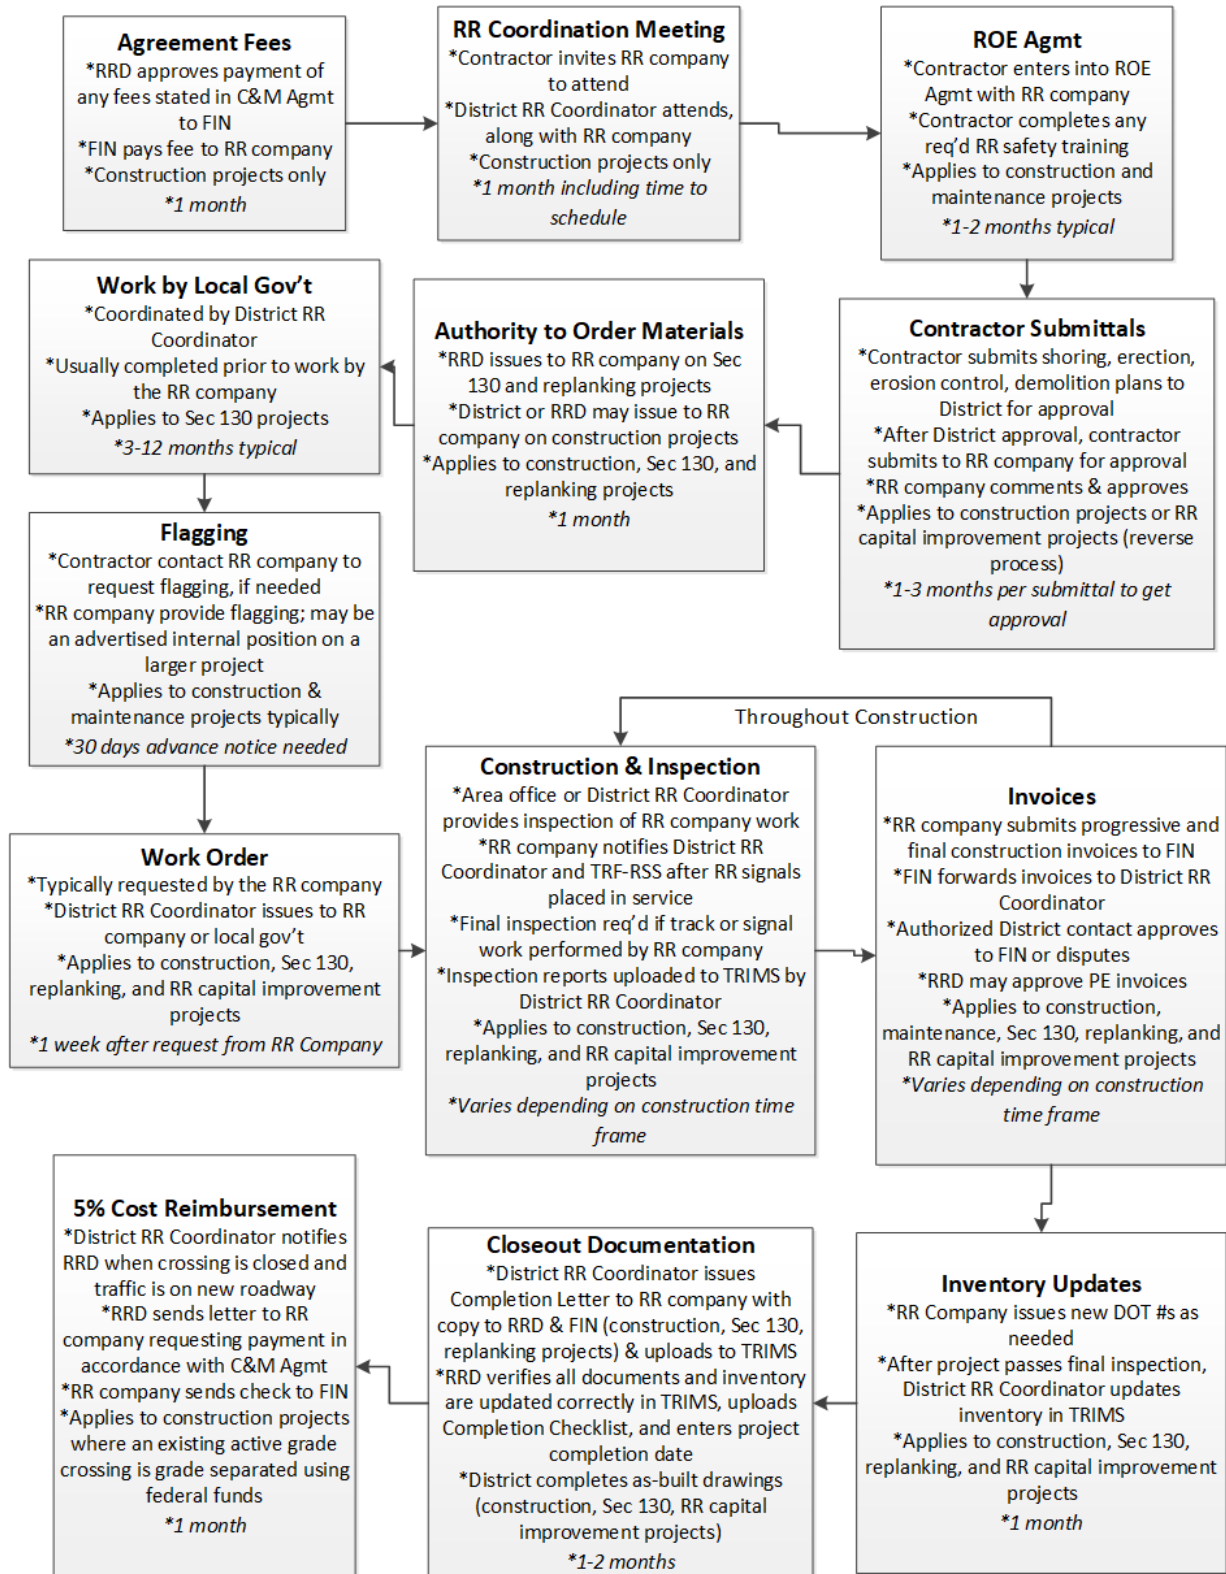 Agreement Fees
*RRD approves payment of
any fees stated in C&M Agmt
to FIN
*FIN pays fee to RR company
*Construction projects only
*1 month
RR Coordination Meeting
*Contractor invites RR company
to attend
*District RR Coordinator attends,
along with RR company
*Construction projects only
*1 month including time to
schedule
ROE Agmt
*Contractor enters into ROE
Agmt with RR company
*Contractor completes any
req’d RR safety training
*Applies to construction and
maintenance projects
*1-2 months typical
Contractor Submittals
*Contractor submits shoring, erection,
erosion control, demolition plans to
District for approval
*After District approval, contractor
submits to RR company for approval
*RR company comments & approves
*Applies to construction projects or RR
capital improvement projects (reverse
process)
*1-3 months per submittal to get
approval
Authority to Order Materials
*RRD issues to RR company on Sec
130 and replanking projects
*District or RRD may issue to RR
company on construction projects
*Applies to construction, Sec 130, and
replanking projects
*1 month
Work by Local Gov’t
*Coordinated by District RR
Coordinator
*Usually completed prior to work by
the RR company
*Applies to Sec 130 projects
*3-12 months typical
Flagging
*Contractor contact RR company to
request flagging, if needed
*RR company provide flagging; may be
an advertised internal position on a
larger project
*Applies to construction &
maintenance projects typically
*30 days advance notice needed
Work Order
*Typically requested by the RR company
*District RR Coordinator issues to RR
company or local gov’t
*Applies to construction, Sec 130,
replanking, and RR capital improvement
projects
*1 week after request from RR Company
Throughout Construction
Construction & Inspection
*Area office or District RR Coordinator
provides inspection of RR company work
*RR company notifies District RR
Coordinator and TRF-RSS after RR signals
placed in service
*Final inspection req’d if track or signal
work performed by RR company
*Inspection reports uploaded to TRIMS by
District RR Coordinator
*Applies to construction, Sec 130,
replanking, and RR capital improvement
projects
*Varies depending on construction time
frame
Invoices
*RR company submits progressive and
final construction invoices to FIN
*FIN forwards invoices to District RR
Coordinator
*Authorized District contact approves
to FIN or disputes
*RRD may approve PE invoices
*Applies to construction,
maintenance, Sec 130, replanking, and
RR capital improvement projects
*Varies depending on construction
time frame
Inventory Updates
*RR Company issues new DOT #s as
needed
*After project passes final inspection,
District RR Coordinator updates
inventory in TRIMS
*Applies to construction, Sec 130,
replanking, and RR capital improvement
projects
*1 month
Closeout Documentation
*District RR Coordinator issues
Completion Letter to RR company with
copy to RRD & FIN (construction, Sec 130,
replanking projects) & uploads to TRIMS
*RRD verifies all documents and inventory
are updated correctly in TRIMS, uploads
Completion Checklist, and enters project
completion date
*District completes as-built drawings
(construction, Sec 130, RR capital
improvement projects)
*1-2 months
5% Cost Reimbursement
*District RR Coordinator notifies
RRD when crossing is closed and
traffic is on new roadway
*RRD sends letter to RR
company requesting payment in
accordance with C&M Agmt
*RR company sends check to FIN
*Applies to construction projects
where an existing active grade
crossing is grade separated using
federal funds
*1 month